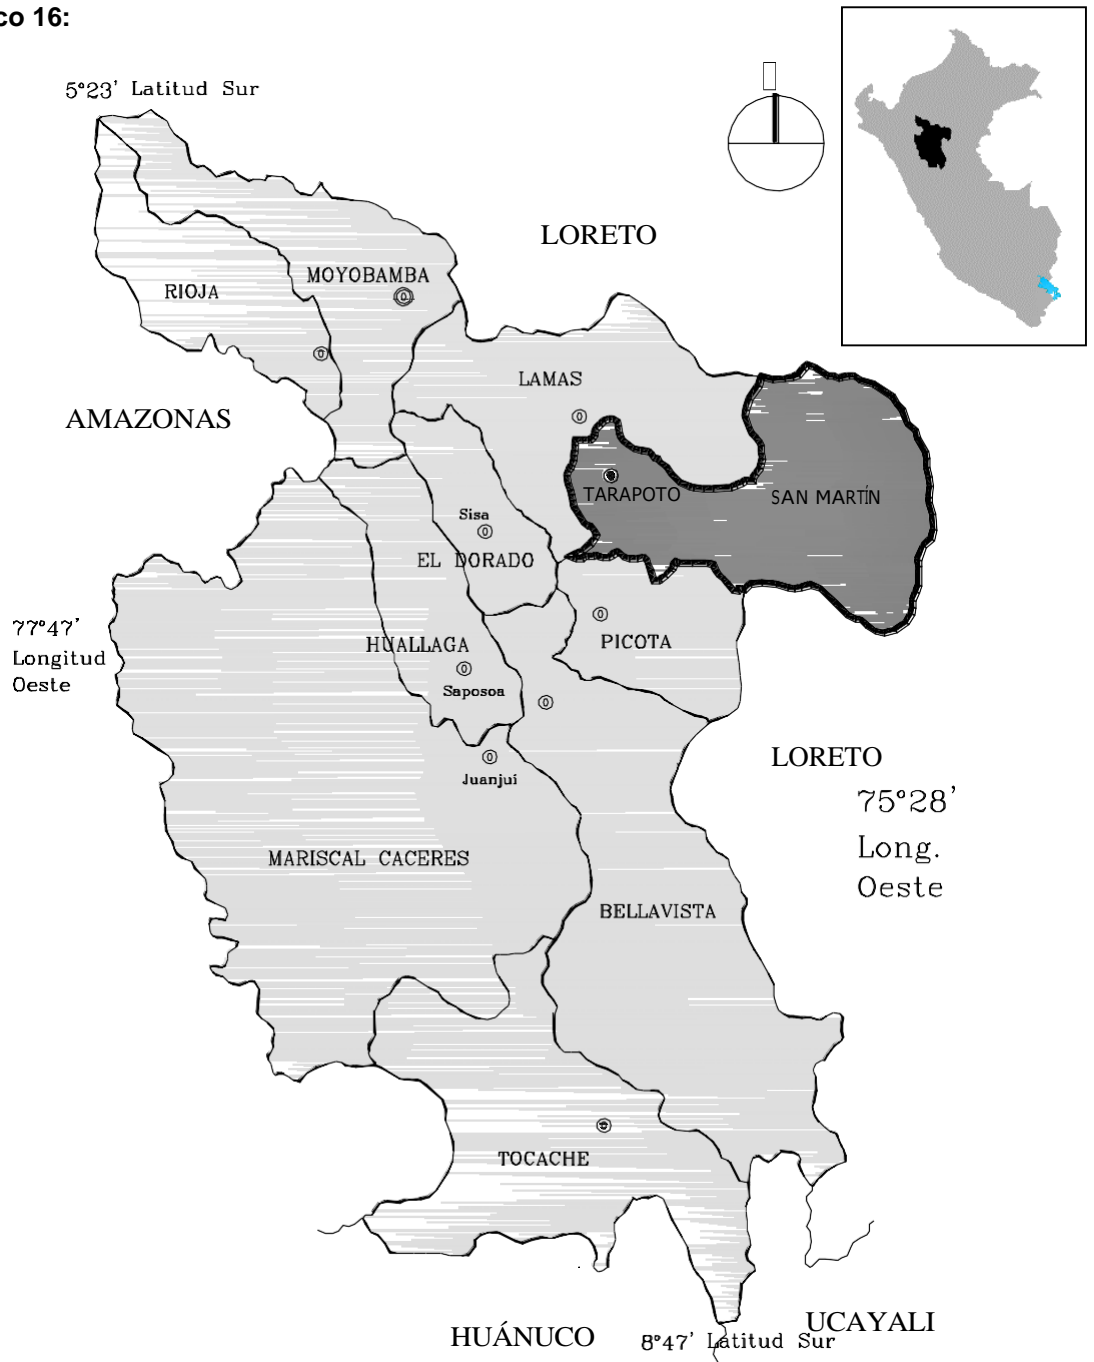 co 16:
5°23' Latitud Sur
LORETO
MOYOBAMBA
RIOJA
LAMAS
AMAZONAS
TARAPOTO
SAN MARTÍN
Sisa
EL DORADO
77°47'
Longitud
Oeste
HUALLAGA
PICOTA
Saposoa
LORETO
Juanjuí
75°28'
Long.
Oeste
MARISCAL CACERES
BELLAVISTA
TOCACHE
HUÁNUCO
8°47' Latitud Sur
UCAYALI